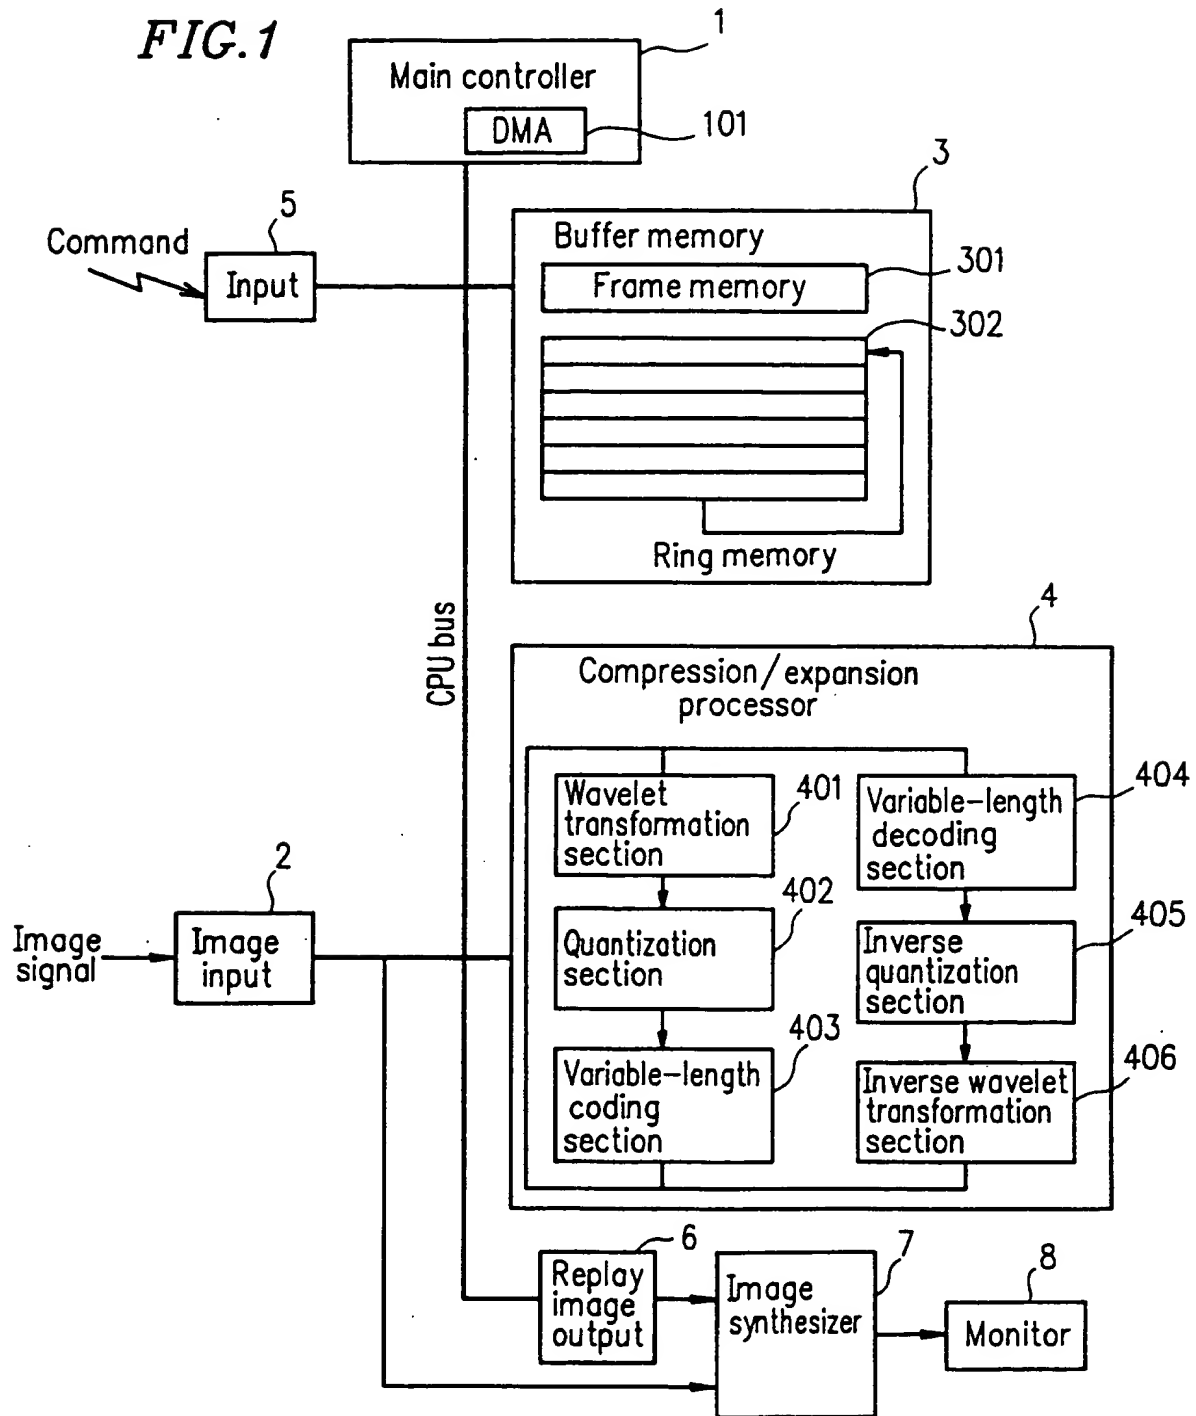 FIG.1
1
Main controller
DMA
101
3
5
Command
Input
Buffer memory
301
Frame memory
302
Ring memory
CPU bus
4
Compression/expansion
processor
401
Wavelet
transformation
section
404
Variable-length
decoding
section
2
Image
signal
Image
input
402
Quantization
section
405
Inverse
quantization
section
403
Variable-length
coding
section
406
Inverse wavelet
transformation
section
6
Replay
image
output
7
Image
synthesizer
8
Monitor